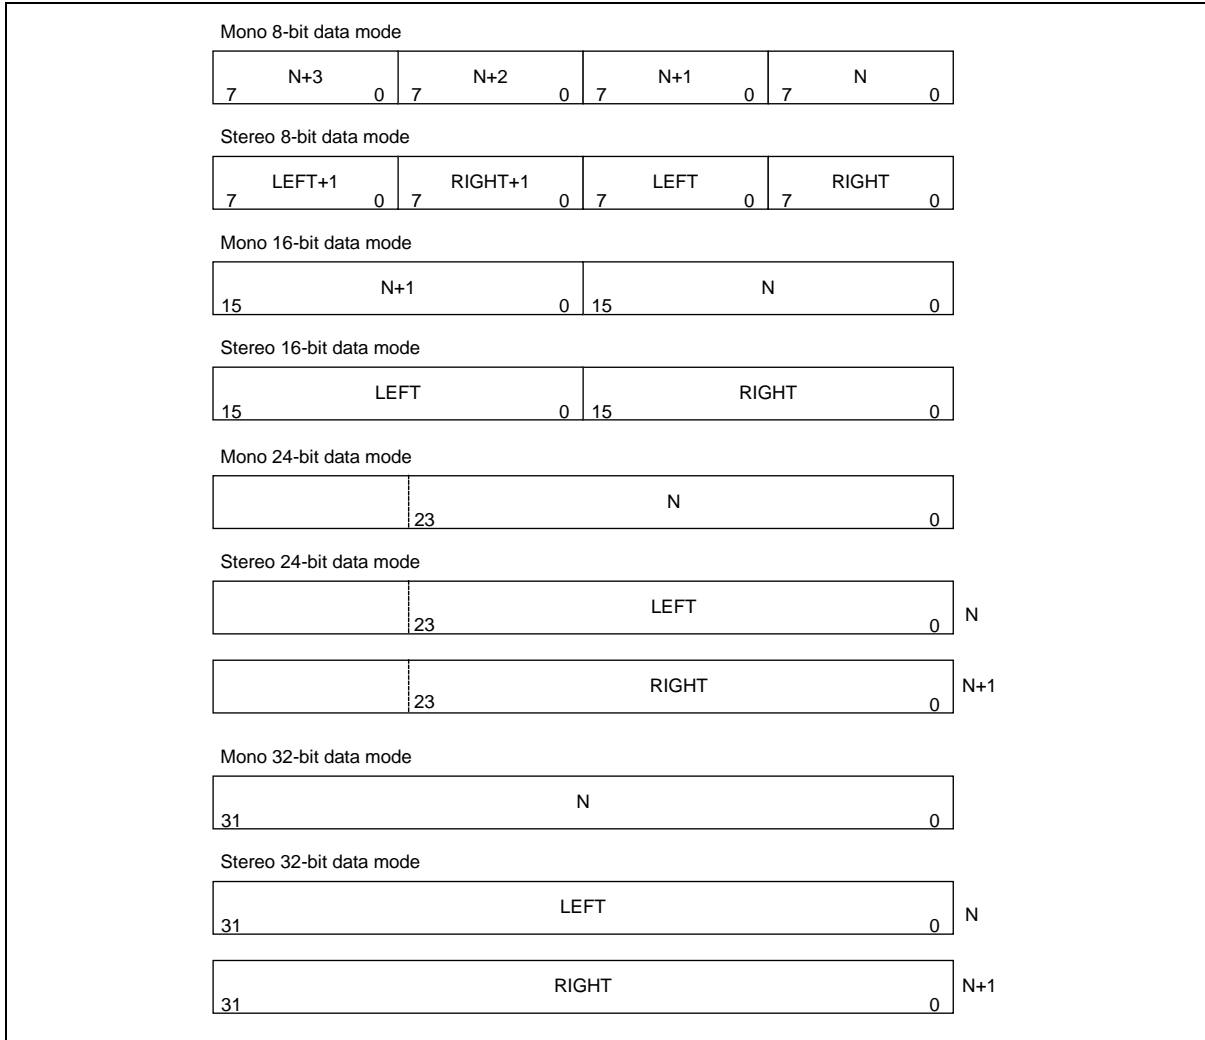 Mono 8-bit data mode
N+3 N+2 N+1 N
7 0 7 0 7 0 7 0
Stereo 8-bit data mode
LEFT+1 RIGHT+1 LEFT RIGHT
7 0 7 0 7 0 7 0
Mono 16-bit data mode
N+1 N
15 0 15 0
Stereo 16-bit data mode
LEFT RIGHT
15 0 15 0
Mono 24-bit data mode
N
23 0
Stereo 24-bit data mode
LEFT N
23 0
RIGHT N+1
23 0
Mono 32-bit data mode
N
31 0
Stereo 32-bit data mode
LEFT N
31 0
RIGHT N+1
31 0